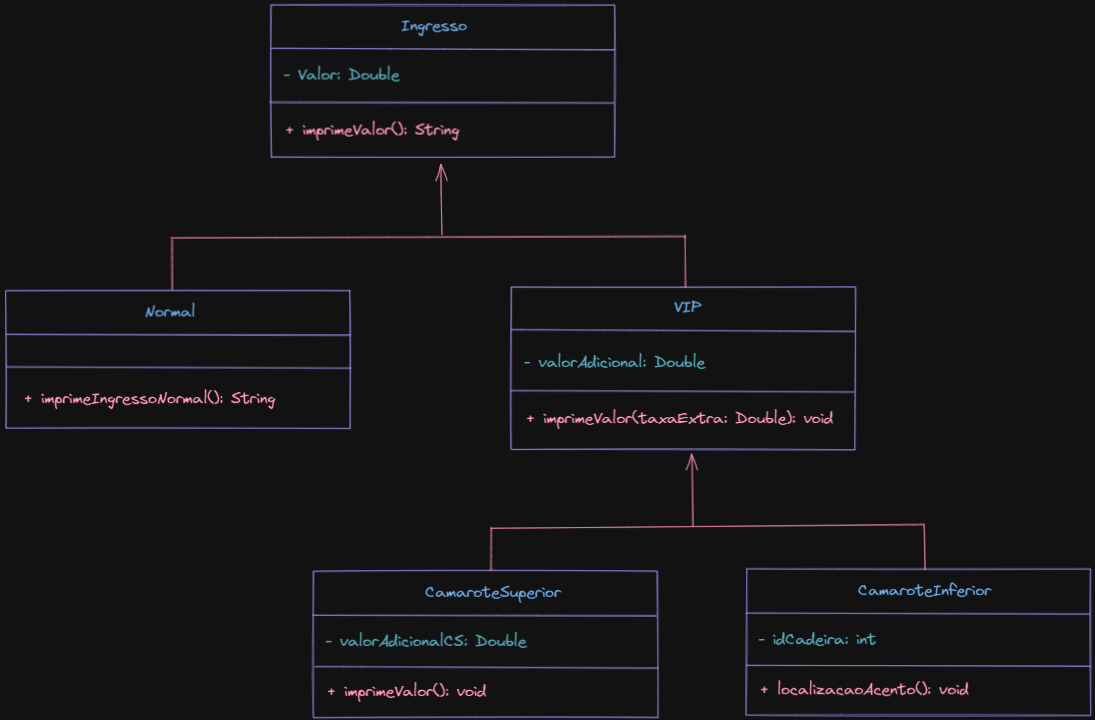 Ingresso
- Valor: Double
+ imprimeValor(): String
Normal
+ imprimeIngressoNormal(): String
VIP
- valorAdicional: Double
+ imprimeValor(taxaExtra: Double): void
CamaroteSuperior
- valorAdicionalCS: Double
+ imprimeValor(): void
CamaroteInferior
- idCadeira: int
+ localizacaoAcento(): void